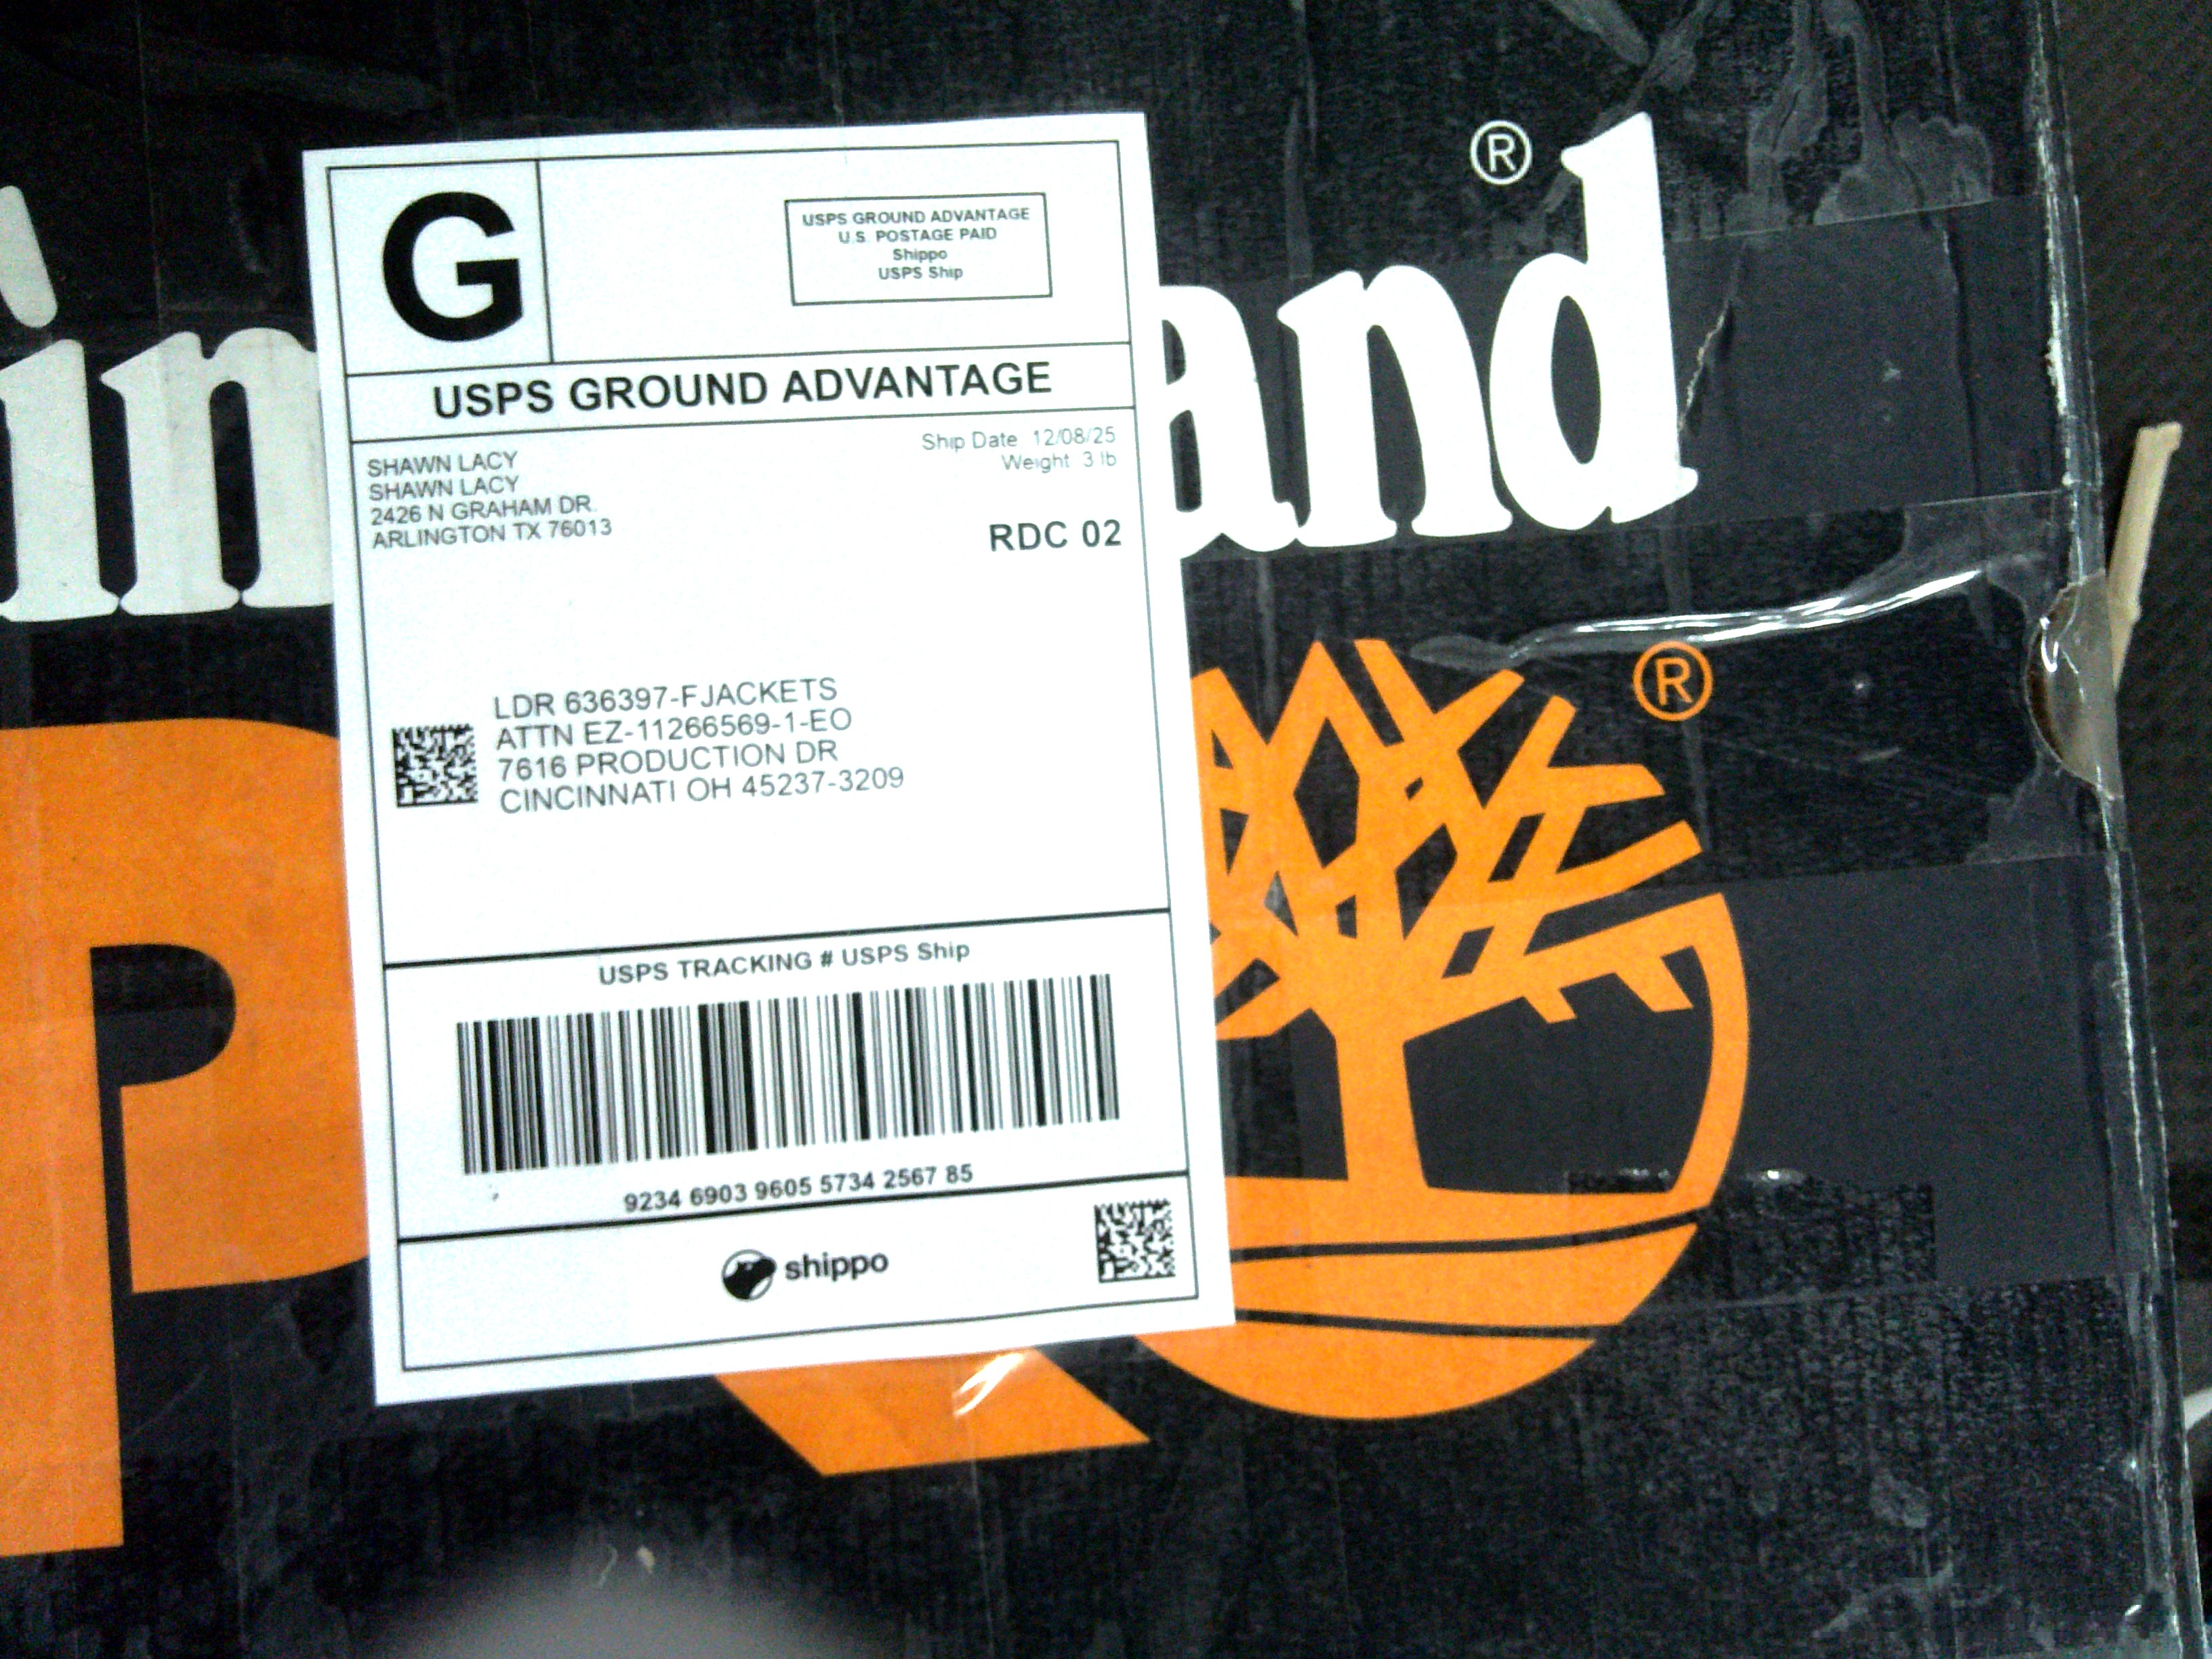 G
USPS GROUND ADVANTAGE
U.S. POSTAGE PAID
Shippo
USPS Ship
USPS GROUND ADVANTAGE
SHAWN LACY
SHAWN LACY
2426 N GRAHAM DR.
ARLINGTON TX 76013
Ship Date 12/08/25
Weight 3 lb
RDC 02
LDR 636397-FJACKETS
ATTN EZ-11266569-1-EO
7616 PRODUCTION DR
CINCINNATI OH 45237-3209
USPS TRACKING # USPS Ship
9234 6903 9605 5734 2567 85
shippo
in and ®
P ®